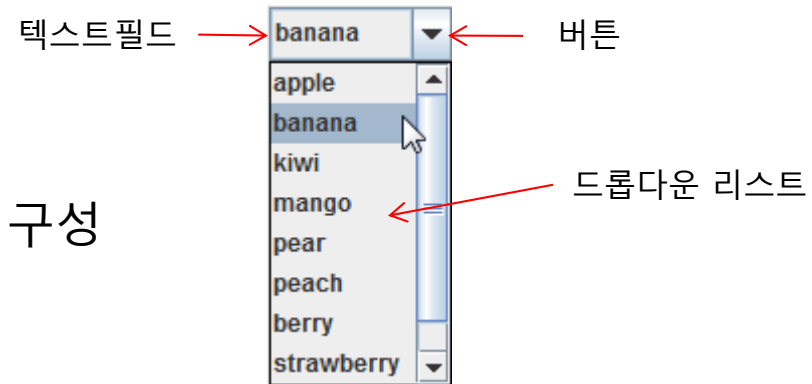 텍스트필드
banana
버튼
apple
banana
kiwi
mango
드롭다운 리스트
구성
pear
peach
berry
strawberry